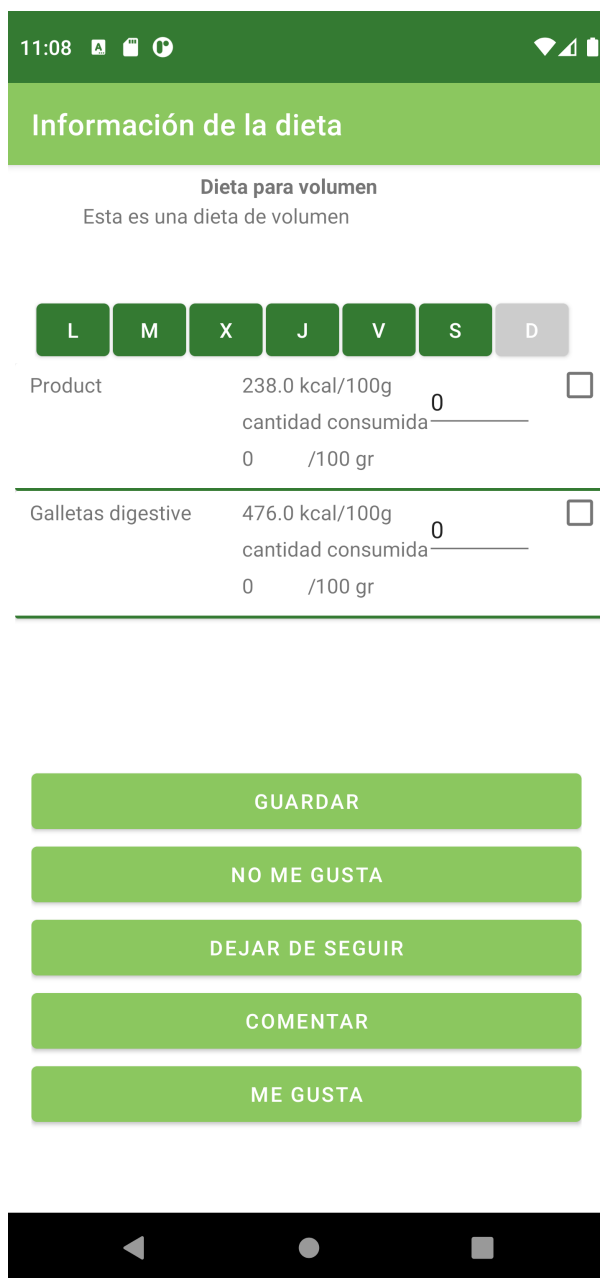 11:08
Información de la dieta
Dieta para volumen
Esta es una dieta de volumen
L M X J V S D
Product 238.0 kcal/100g
cantidad consumida 0
0 /100 gr
Galletas digestive 476.0 kcal/100g
cantidad consumida 0
0 /100 gr
GUARDAR
NO ME GUSTA
DEJAR DE SEGUIR
COMENTAR
ME GUSTA